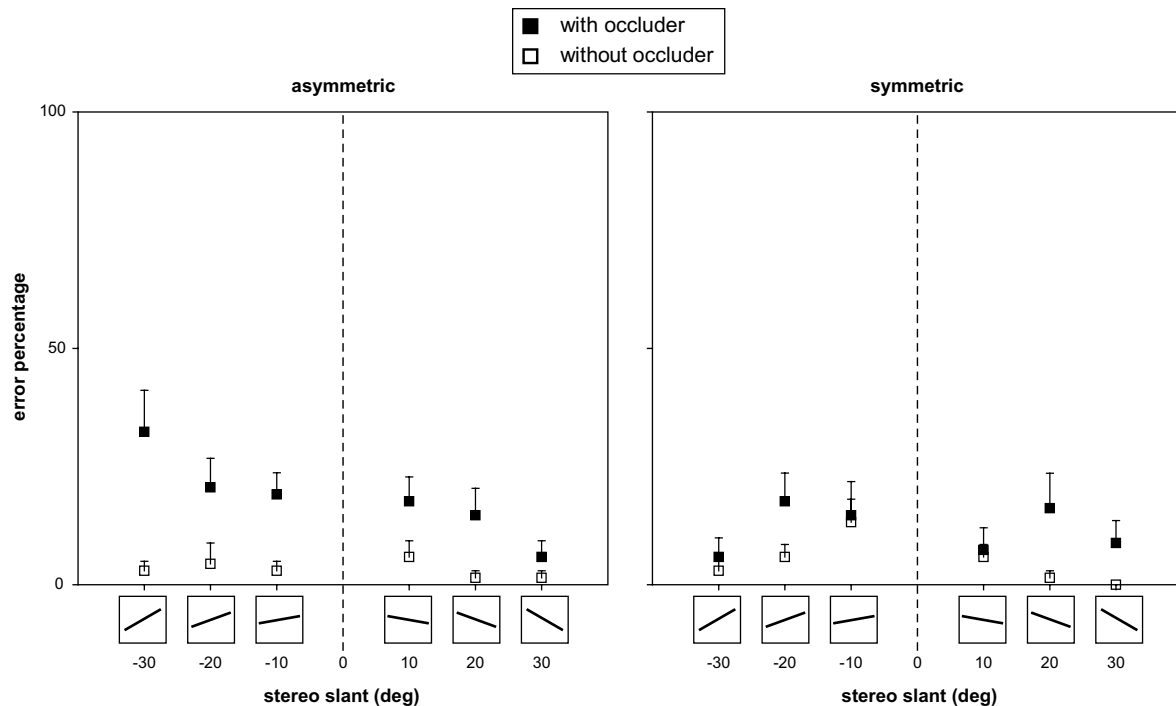 with occluder
without occluder
asymmetric
symmetric
100
50
0
error percentage
-30 -20 -10 0 10 20 30
-30 -20 -10 0 10 20 30
stereo slant (deg)
stereo slant (deg)